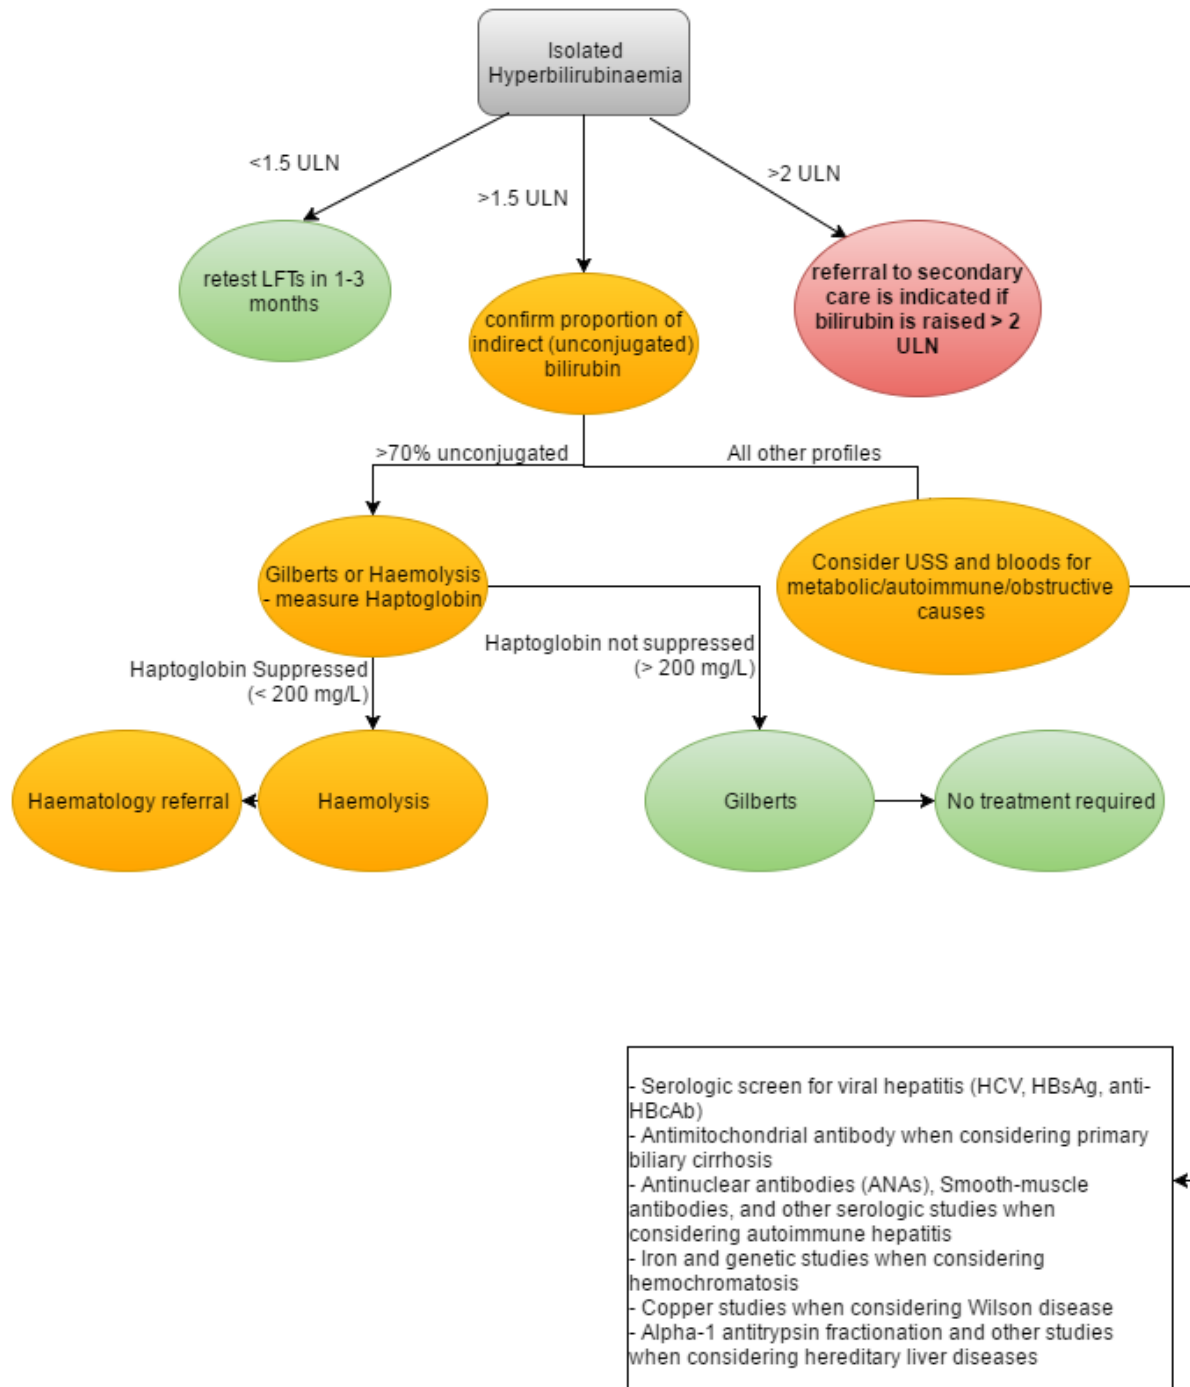 Isolated
Hyperbilirubinaemia
<1.5 ULN
>1.5 ULN
>2 ULN
retest LFTs in 1-3
months
confirm proportion of
indirect (unconjugated)
bilirubin
referral to secondary
care is indicated if
bilirubin is raised > 2
ULN
>70% unconjugated
All other profiles
Gilberts or Haemolysis
- measure Haptoglobin
Consider USS and bloods for
metabolic/autoimmune/obstructive
causes
Haptoglobin Suppressed
(< 200 mg/L)
Haptoglobin not suppressed
(> 200 mg/L)
Haematology referral
Haemolysis
Gilberts
No treatment required
- Serologic screen for viral hepatitis (HCV, HBsAg, anti-
HBcAb)
- Antimitochondrial antibody when considering primary
biliary cirrhosis
- Antinuclear antibodies (ANAs), Smooth-muscle
antibodies, and other serologic studies when
considering autoimmune hepatitis
- Iron and genetic studies when considering
hemochromatosis
- Copper studies when considering Wilson disease
- Alpha-1 antitrypsin fractionation and other studies
when considering hereditary liver diseases